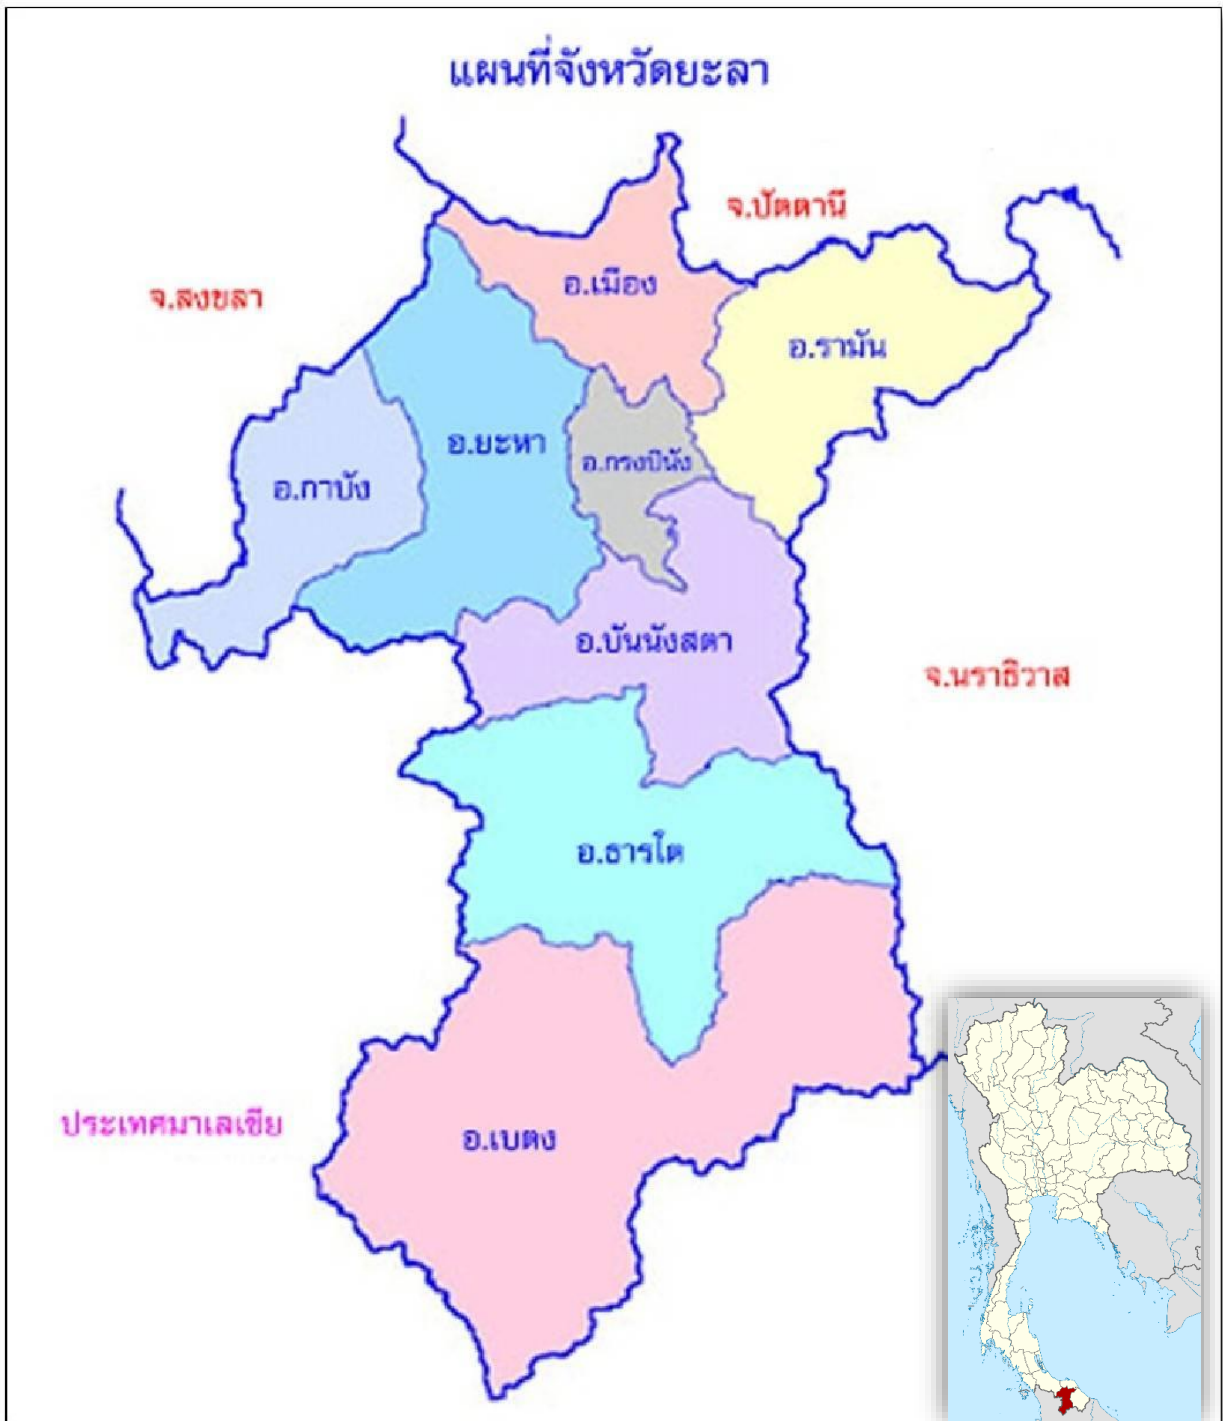 แผนที่จังหวัดยะลา
จ.ปัตตานี
จ.สงขลา
อ.เมือง
อ.รามัน
อ.ยะหา
อ.กรงปินัง
อ.กาบัง
อ.บันนังสตา
จ.นราธิวาส
อ.ธารโต
ประเทศมาเลเซีย
อ.เบตง